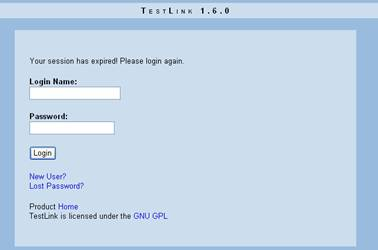 TestLink 1.6.0
Your session has expired! Please login again.
Login Name:
Password:
Login
New User?
Lost Password?
Product Home
TestLink is licensed under the GNU GPL